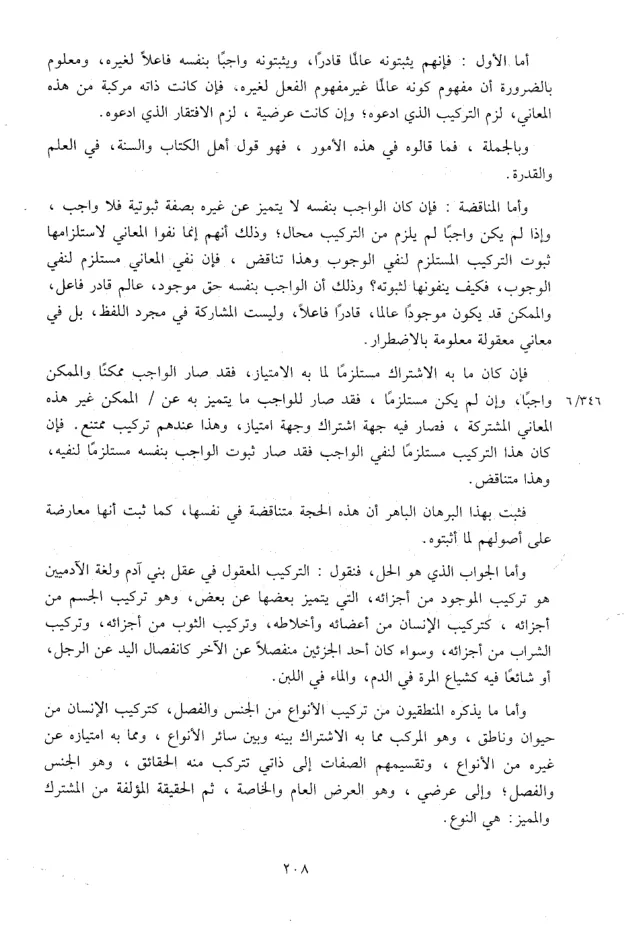 أما الأول : فإنهم يثبتونه عالمًا قادرًا، ويثبتونه واجبًا بنفسه فاعلاً لغيره، ومعلوم
بالضرورة أن مفهوم كونه عالمًا غيرمفهوم الفعل لغيره، فإن كانت ذاته مركبة من هذه
المعاني، لزم التركيب الذي ادعوه؛ وإن كانت عرضية ، لزم الافتقار الذي ادعوه.
وبالجملة ، فما قالوه في هذه الأمور ، فهو قول أهل الكتاب والسنة، في العلم
والقدرة.
وأما المناقضة : فإن كان الواجب بنفسه لا يتميز عن غيره بصفة ثبوتية فلا واجب ،
وإذا لم يكن واجبًا لم يلزم من التركيب محال؛ وذلك أنهم إنما نفوا المعاني لاستلزامها
ثبوت التركيب المستلزم لنفي الوجوب وهذا تناقض ، فإن نفي المعاني مستلزم لنفي
الوجوب، فكيف ينفونها لثبوته؟ وذلك أن الواجب بنفسه حق موجود، عالم قادر فاعل،
والممكن قد يكون موجودًا عالما، قادرًا فاعلاً، وليست المشاركة في مجرد اللفظ، بل في
معاني معقولة معلومة بالاضطرار.
فإن كان ما به الاشتراك مستلزمًا لما به الامتياز، فقد صار الواجب ممكنًا والممكن
واجبًا، وإن لم يكن مستلزمًا ، فقد صار للواجب ما يتميز به عن / الممكن غير هذه
٦/٣٤٦
المعاني المشتركة ، فصار فيه جهة اشتراك وجهة امتياز، وهذا عندهم تركيب ممتنع. فإن
كان هذا التركيب مستلزمًا لنفي الواجب فقد صار ثبوت الواجب بنفسه مستلزمًا لنفيه،
وهذا متناقض.
فثبت بهذا البرهان الباهر أن هذه الحجة متناقضة في نفسها، كما ثبت أنها معارضة
على أصولهم لما أثبتوه.
وأما الجواب الذي هو الحل، فنقول : التركيب المعقول في عقل بني آدم ولغة الآدميين
هو تركيب الموجود من أجزائه، التي يتميز بعضها عن بعض، وهو تركيب الجسم من
أجزائه ، كتركيب الإنسان من أعضائه وأخلاطه، وتركيب الثوب من أجزائه، وتركيب
الشراب من أجزائه، وسواء كان أحد الجزئين منفصلاً عن الآخر كانفصال اليد عن الرجل،
أو شائعًا فيه كشياع المرة في الدم، والماء في اللبن.
وأما ما يذكره المنطقيون من تركيب الأنواع من الجنس والفصل، كتركيب الإنسان من
حيوان وناطق ، وهو المركب مما به الاشتراك بينه وبين سائر الأنواع ، ومما به امتيازه عن
غيره من الأنواع ، وتقسيمهم الصفات إلى ذاتي تتركب منه الحقائق ، وهو الجنس
والفصل؛ وإلى عرضي ، وهو العرض العام والخاصة ، ثم الحقيقة المؤلفة من المشترك
والمميز: هي النوع.
٢٠٨